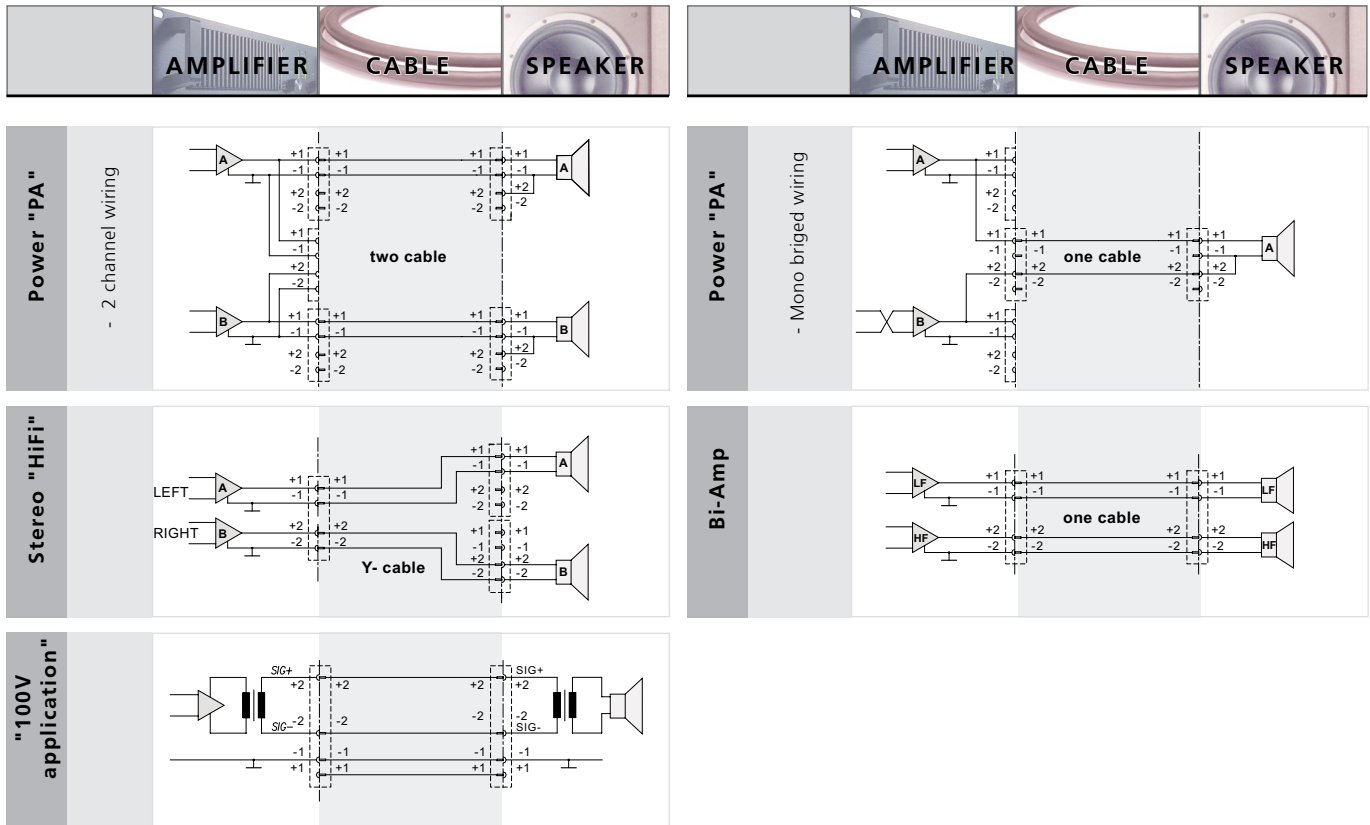 AMPLIFIER CABLE SPEAKER
AMPLIFIER CABLE SPEAKER
Power "PA"
- 2 channel wiring
A
+1 +1 +1 +1
-1 -1 -1 -1
A
+2 +2 +2 +2
-2 -2 -2 -2
+1
-1
two cable
+2
-2
B
+1 +1 +1 +1
-1 -1 -1 -1
B
+2 +2 +2 +2
-2 -2 -2 -2
Power "PA"
- Mono briged wiring
A
+1
-1
+2
-2
+1 +1 +1 +1
-1 -1 one cable -1 -1
A
+2 +2 +2 +2
-2 -2 -2 -2
B
+1
-1
+2
-2
Stereo "HiFi"
+1 +1
-1 -1
A
LEFT A +1 +1
-1 -1
+2 +2
-2 -2
RIGHT B +2 +2
-2 -2
+1 +1
-1 -1
Y- cable
+2 +2
-2 -2
B
Bi-Amp
LF +1 +1 +1 +1 LF
-1 -1 -1 -1
one cable
HF +2 +2 +2 +2 HF
-2 -2 -2 -2
"100V
application"
SIG+ SIG+
+2 +2 +2 +2
-2 -2 -2 -2
SIG- SIG-
-1 -1 -1 -1
+1 +1 +1 +1